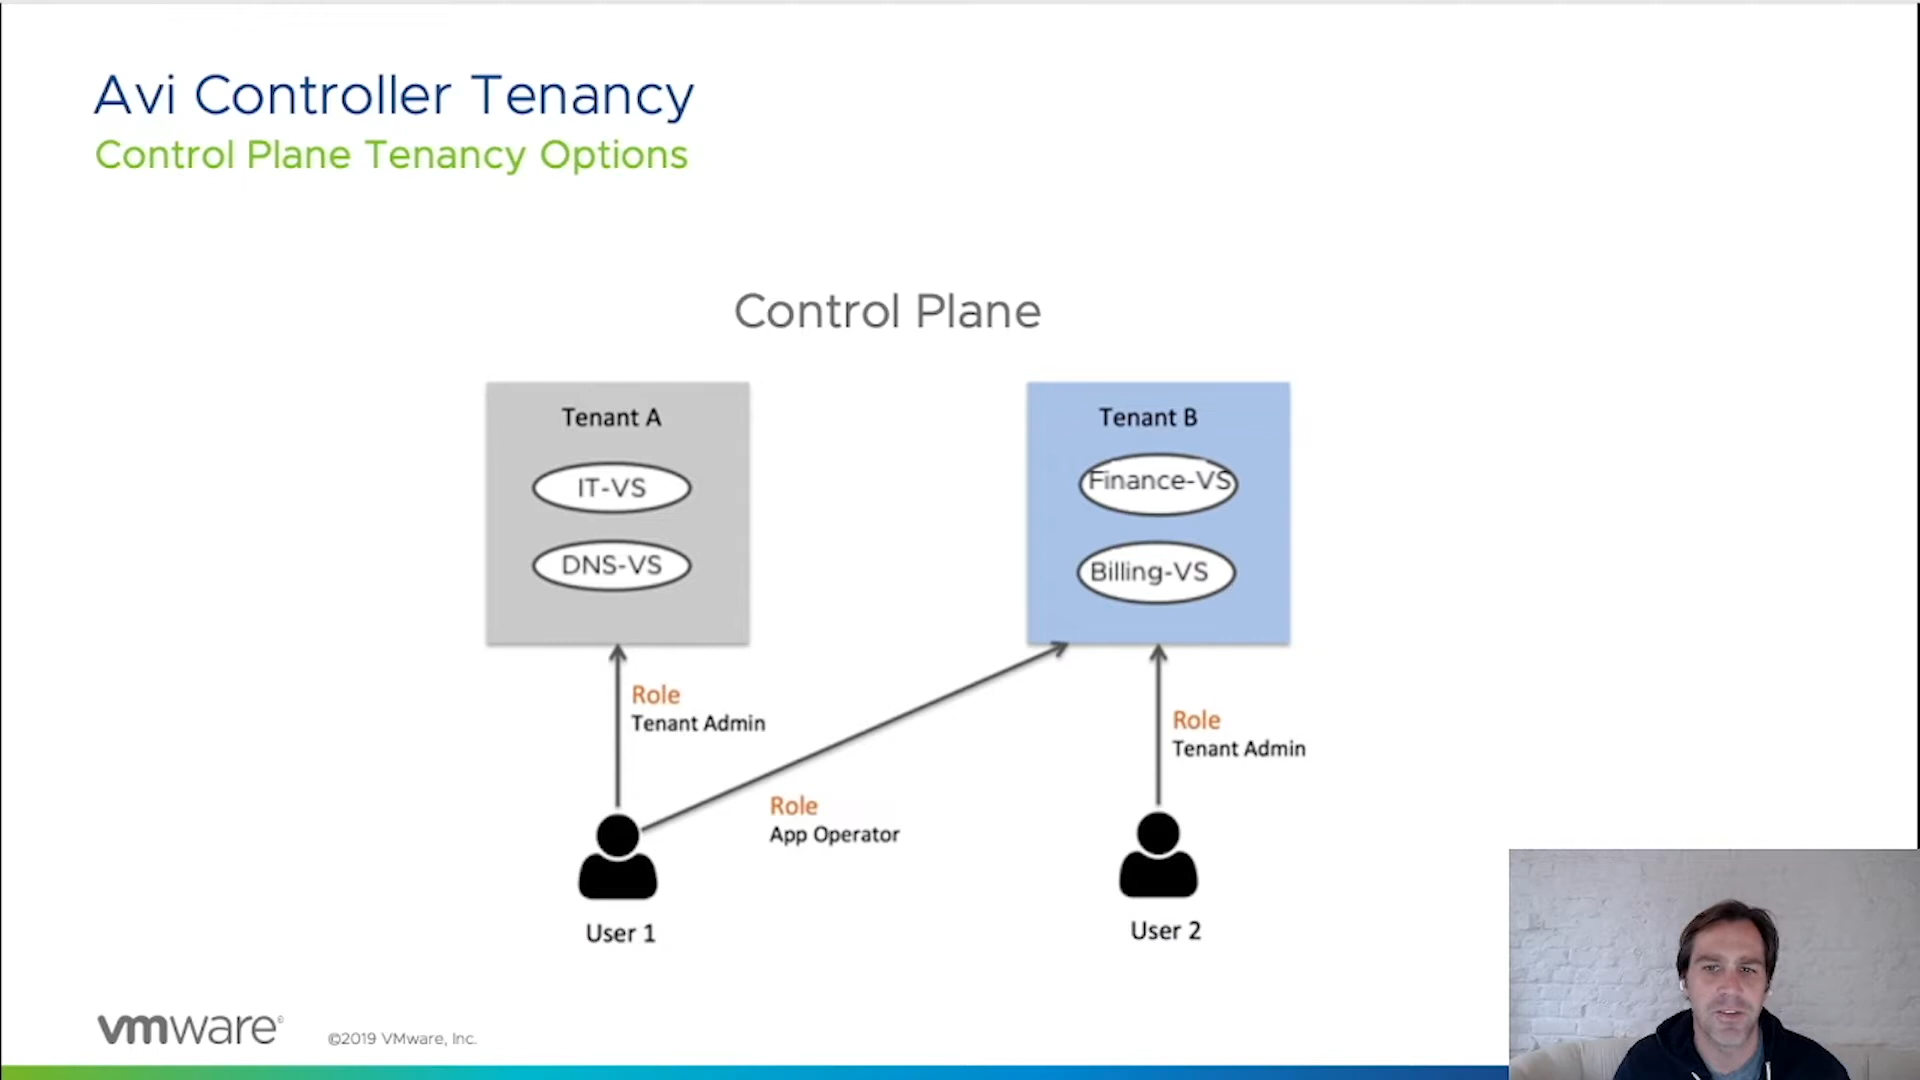 Avi Controller Tenancy
Control Plane Tenancy Options
Control Plane
Tenant A
IT-VS
DNS-VS
Tenant B
Finance-VS
Billing-VS
Role
Tenant Admin
Role
App Operator
Role
Tenant Admin
User 1
User 2
vmware®
©2019 VMware, Inc.